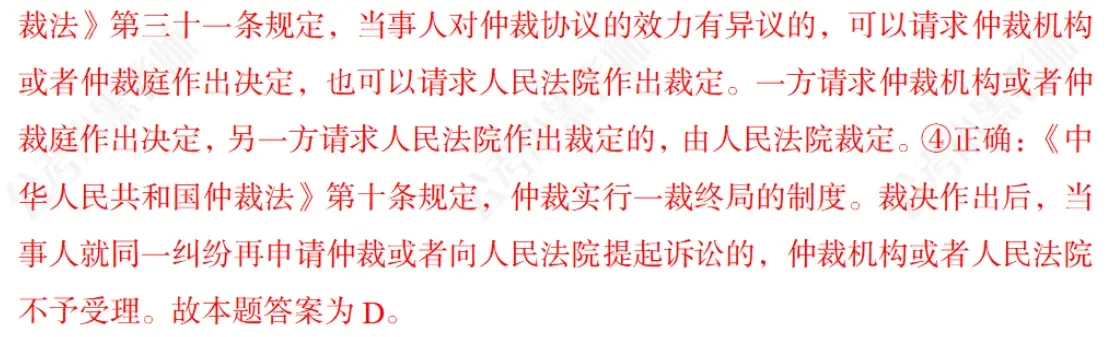 裁法》第三十一条规定，当事人对仲裁协议的效力有异议的，可以请求仲裁机构
或者仲裁庭作出决定，也可以请求人民法院作出裁定。一方请求仲裁机构或者仲
裁庭作出决定，另一方请求人民法院作出裁定的，由人民法院裁定。④正确：《中
华人民共和国仲裁法》第十条规定，仲裁实行一裁终局的制度。裁决作出后，当
事人就同一纠纷再申请仲裁或者向人民法院提起诉讼的，仲裁机构或者人民法院
不予受理。故本题答案为 D。